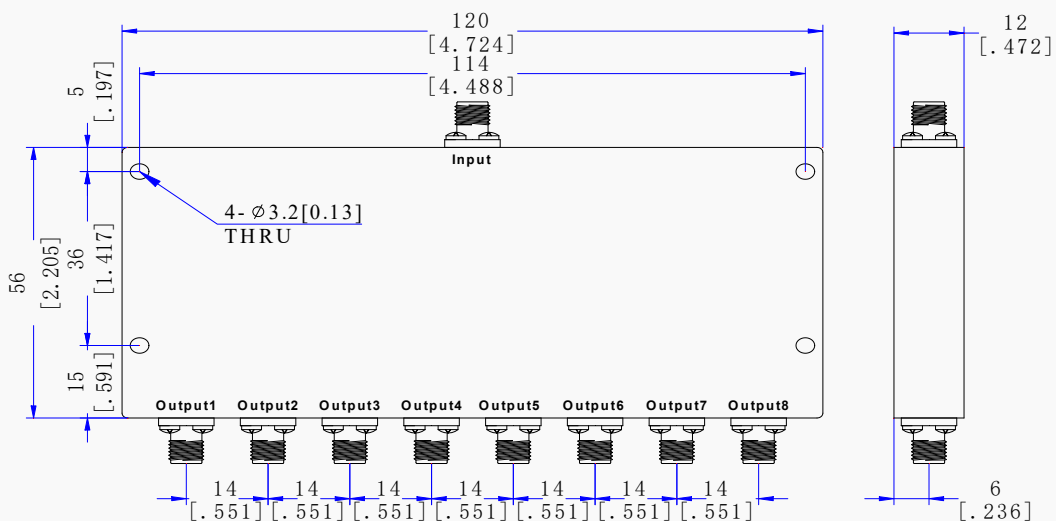 120
[4.724]
114
[4.488]
12
[.472]
5
[.197]
Input
4- Ø3.2[0.13]
THRU
56
[2.205]
36
[1.417]
15
[.591]
Output1 Output2 Output3 Output4 Output5 Output6 Output7 Output8
14 14 14 14 14 14 14
[.551] [.551] [.551] [.551] [.551] [.551] [.551]
6
[.236]